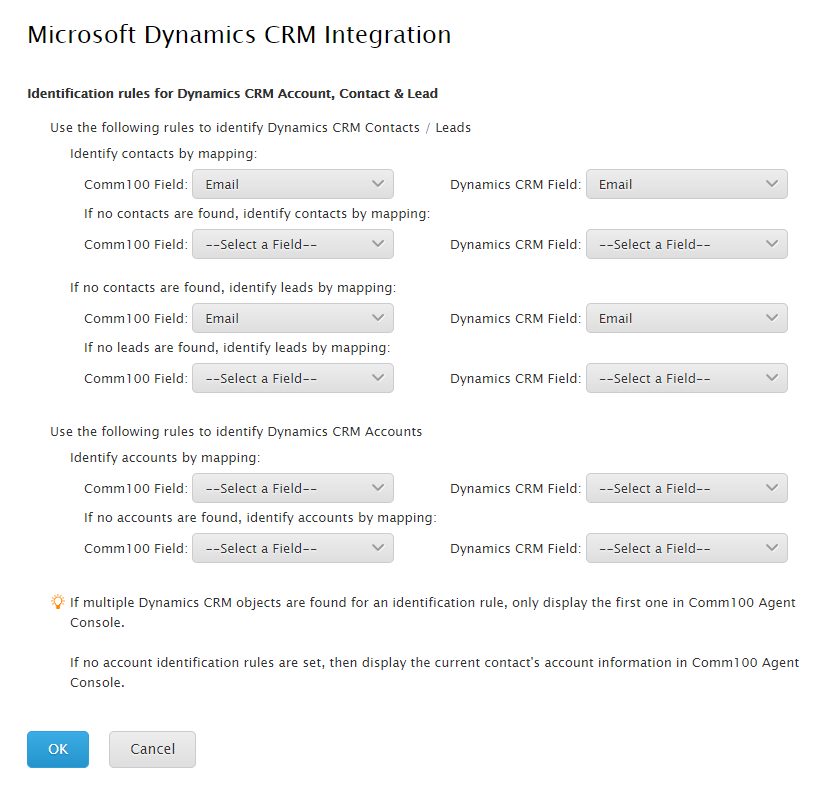 Microsoft Dynamics CRM Integration
Identification rules for Dynamics CRM Account, Contact & Lead
Use the following rules to identify Dynamics CRM Contacts / Leads
Identify contacts by mapping:
Comm100 Field: Email Dynamics CRM Field: Email
If no contacts are found, identify contacts by mapping:
Comm100 Field: --Select a Field-- Dynamics CRM Field: --Select a Field--
If no contacts are found, identify leads by mapping:
Comm100 Field: Email Dynamics CRM Field: Email
If no leads are found, identify leads by mapping:
Comm100 Field: --Select a Field-- Dynamics CRM Field: --Select a Field--
Use the following rules to identify Dynamics CRM Accounts
Identify accounts by mapping:
Comm100 Field: --Select a Field-- Dynamics CRM Field: --Select a Field--
If no accounts are found, identify accounts by mapping:
Comm100 Field: --Select a Field-- Dynamics CRM Field: --Select a Field--
If multiple Dynamics CRM objects are found for an identification rule, only display the first one in Comm100 Agent
Console.
If no account identification rules are set, then display the current contact's account information in Comm100 Agent
Console.
OK Cancel